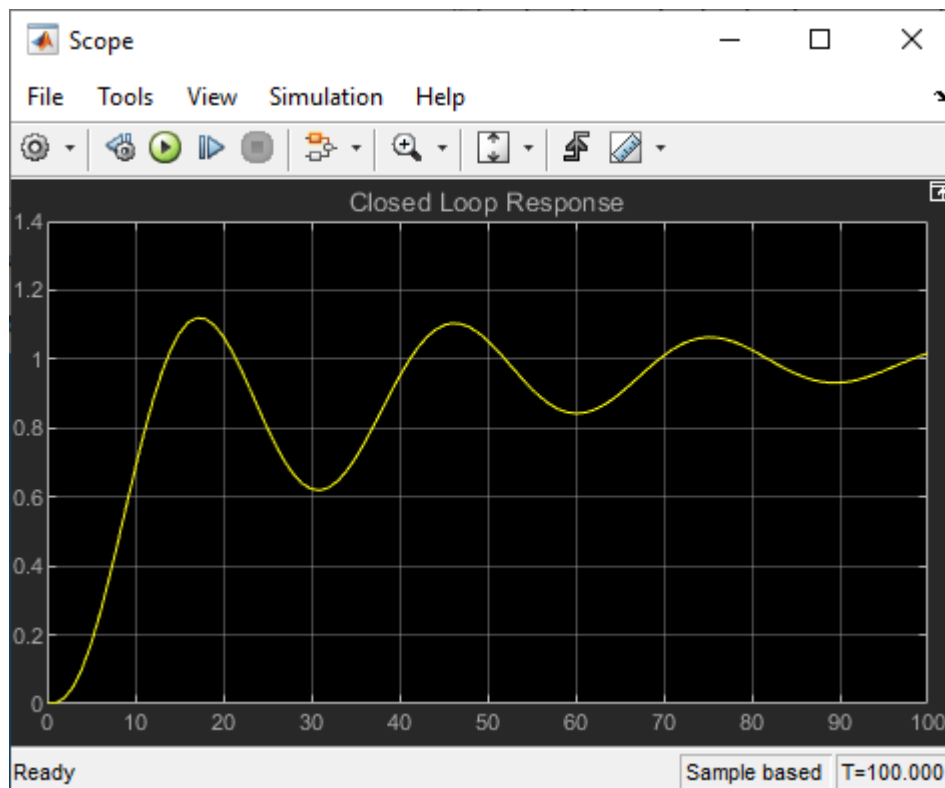 Scope
File Tools View Simulation Help
Closed Loop Response
1.4
1.2
1
0.8
0.6
0.4
0.2
0
0 10 20 30 40 50 60 70 80 90 100
Ready Sample based T=100.000